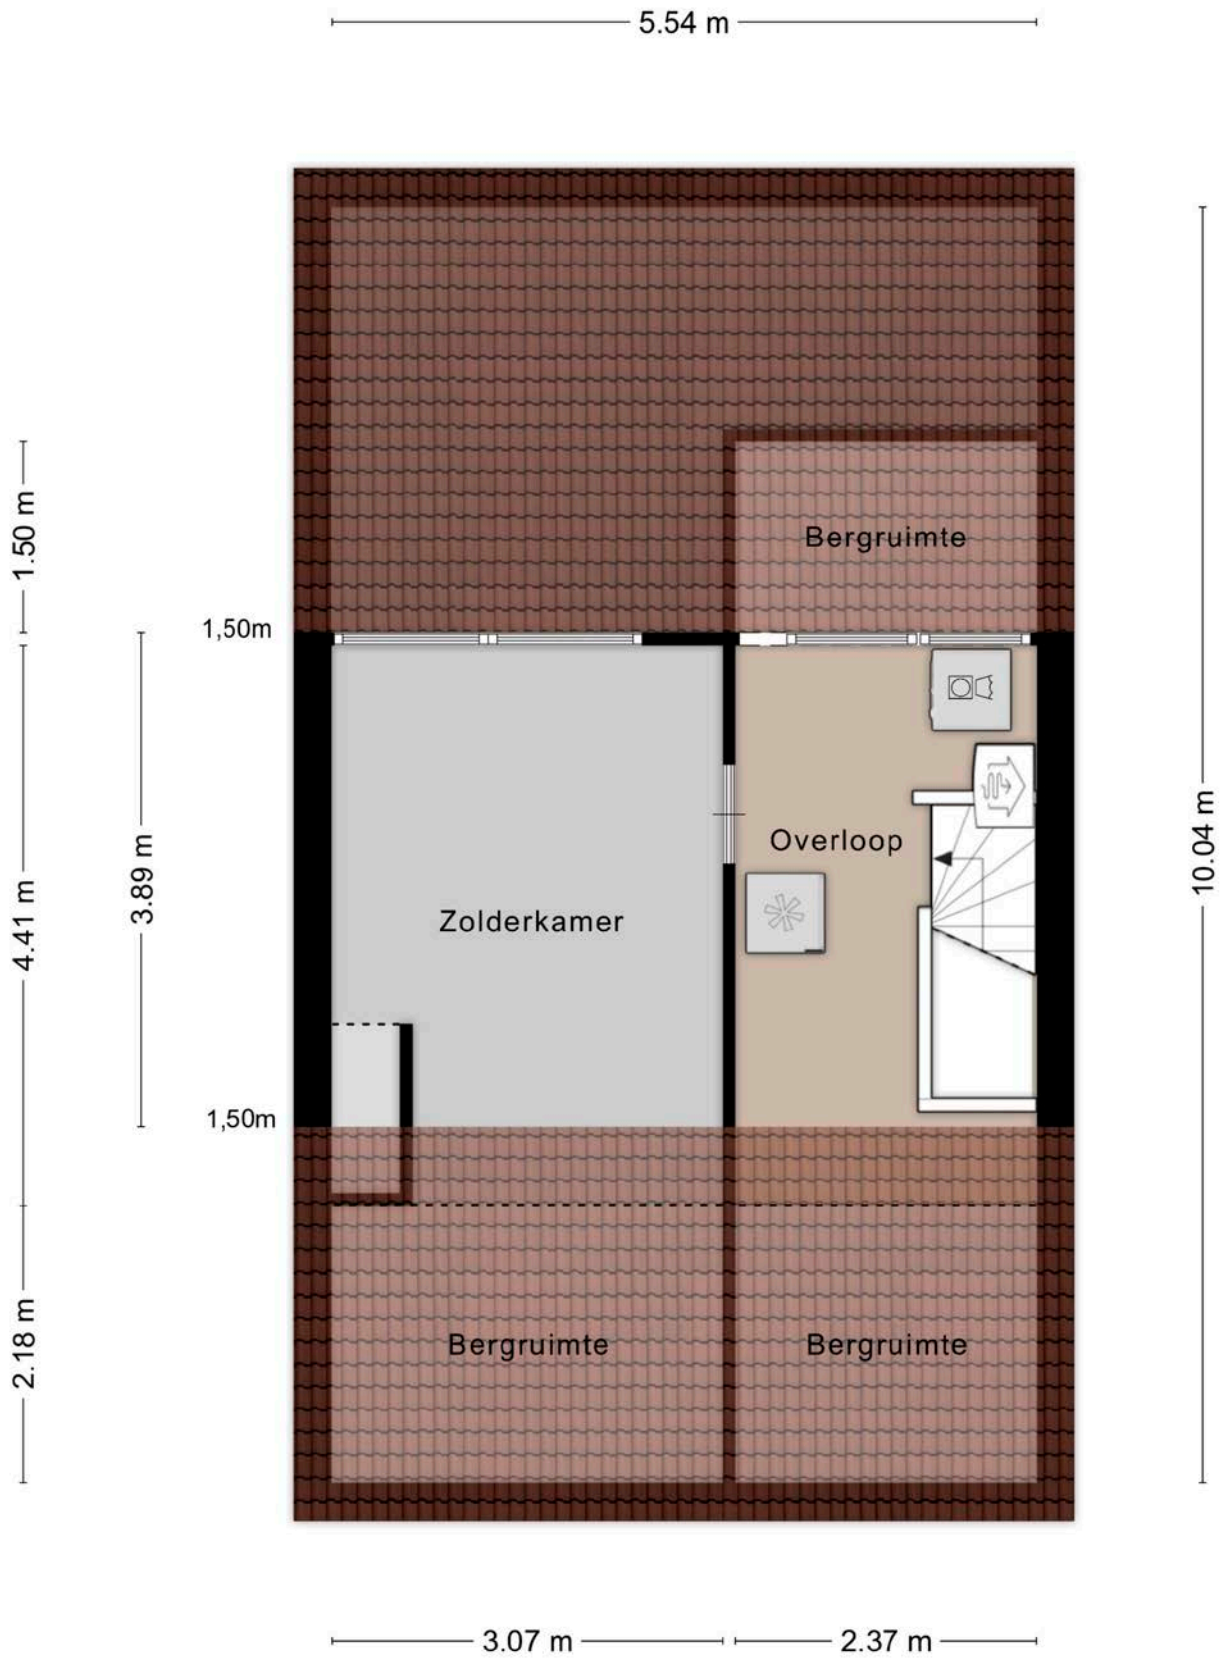 5.54 m
Bergruimte
1.50 m
1,50m
3.89 m
4.41 m
10.04 m
Overloop
Zolderkamer
1,50m
2.18 m
Bergruimte
Bergruimte
3.07 m
2.37 m